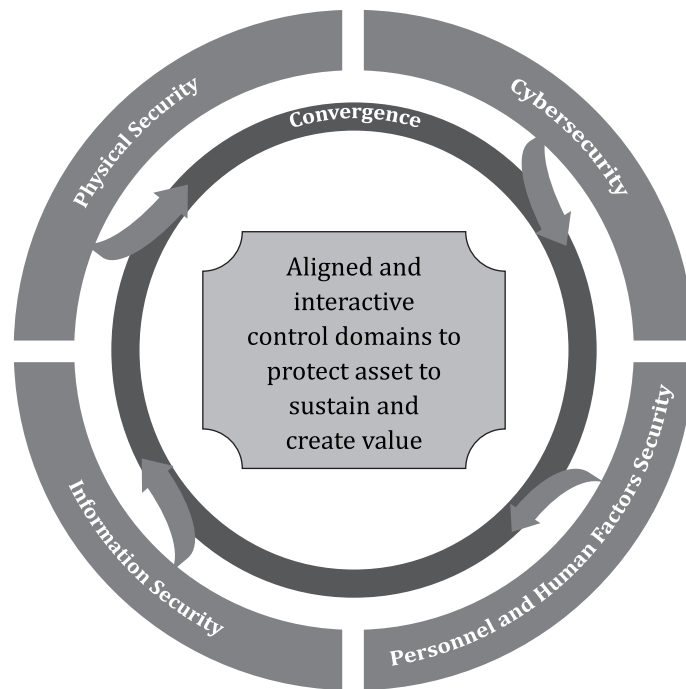 Physical Security
Cybersecurity
Convergence
Aligned and
interactive
control domains to
protect asset to
sustain and
create value
Information Security
Personnel and Human Factors Security